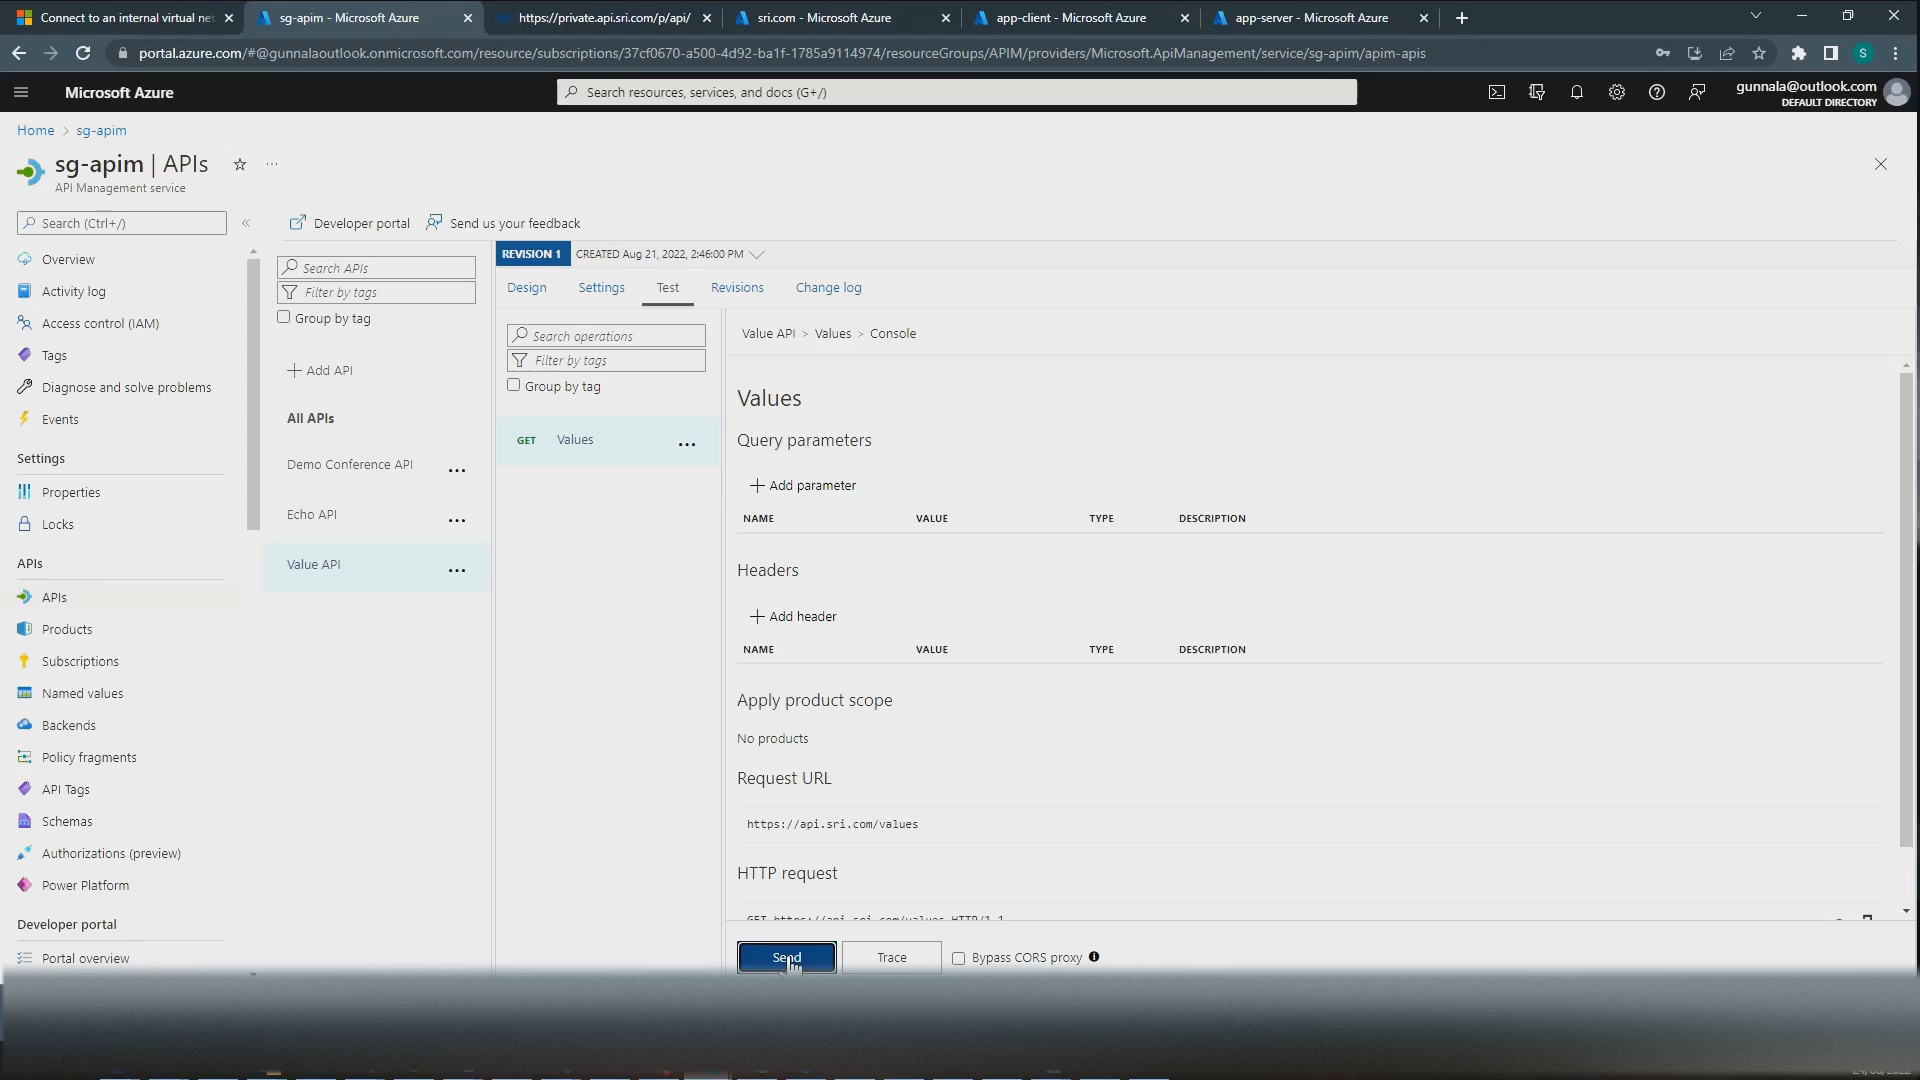 Connect to an internal virtual net
sg-apim - Microsoft Azure
https://private.api.sri.com/p/api/
sri.com - Microsoft Azure
app-client - Microsoft Azure
app-server - Microsoft Azure
portal.azure.com/#@gunnalaoutlook.onmicrosoft.com/resource/subscriptions/37cf0670-a500-4d92-ba1f-1785a9114974/resourceGroups/APIM/providers/Microsoft.ApiManagement/service/sg-apim/apim-apis
S
Microsoft Azure
Search resources, services, and docs (G+/)
gunnala@outlook.com
DEFAULT DIRECTORY
Home > sg-apim
sg-apim | APIs
API Management service
Search (Ctrl+/)
Overview
Activity log
Access control (IAM)
Tags
Diagnose and solve problems
Events
Settings
Properties
Locks
APIs
APIs
Products
Subscriptions
Named values
Backends
Policy fragments
API Tags
Schemas
Authorizations (preview)
Power Platform
Developer portal
Portal overview
Developer portal
Send us your feedback
Search APIs
Filter by tags
Group by tag
Add API
All APIs
Demo Conference API
Echo API
Value API
REVISION 1
CREATED Aug 21, 2022, 2:46:00 PM
Design
Settings
Test
Revisions
Change log
Search operations
Filter by tags
Group by tag
GET Values
Value API > Values > Console
Values
Query parameters
Add parameter
NAME VALUE TYPE DESCRIPTION
Headers
Add header
NAME VALUE TYPE DESCRIPTION
Apply product scope
No products
Request URL
https://api.sri.com/values
HTTP request
GET https://api.sri.com/values HTTP/1.1
Send
Trace
Bypass CORS proxy